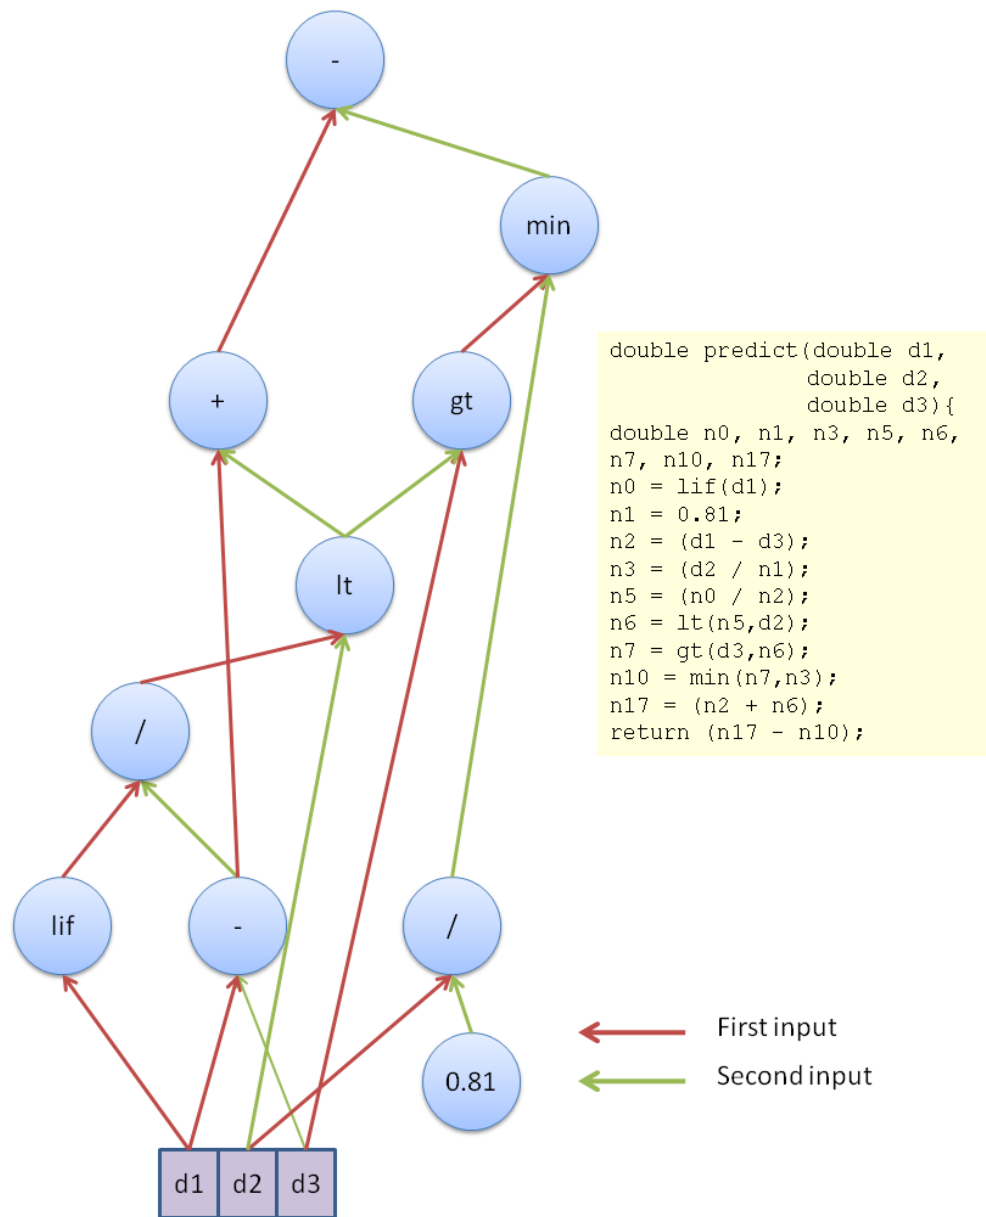 -
min
+
gt
lt
/
lif
-
/
0.81
d1 d2 d3
double predict(double d1,
double d2,
double d3){
double n0, n1, n3, n5, n6,
n7, n10, n17;
n0 = lif(d1);
n1 = 0.81;
n2 = (d1 - d3);
n3 = (d2 / n1);
n5 = (n0 / n2);
n6 = lt(n5,d2);
n7 = gt(d3,n6);
n10 = min(n7,n3);
n17 = (n2 + n6);
return (n17 - n10);
First input
Second input